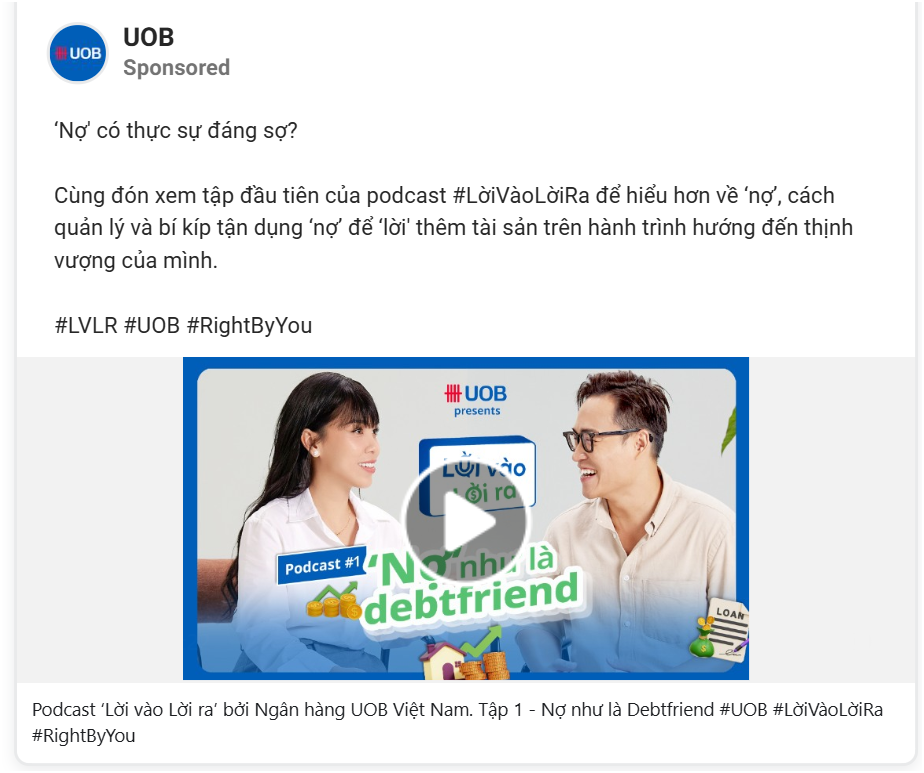 UOB
UOB
Sponsored
‘Nợ' có thực sự đáng sợ?
Cùng đón xem tập đầu tiên của podcast #LờiVàoLờiRa để hiểu hơn về ‘nợ’, cách
quản lý và bí kíp tận dụng ‘nợ’ để ‘lời' thêm tài sản trên hành trình hướng đến thịnh
vượng của mình.
#LVLR #UOB #RightByYou
UOB
presents
Lời vào
Lời ra
Podcast #1
‘Nợ’ như là
debtfriend
LOAN
Podcast ‘Lời vào Lời ra’ bởi Ngân hàng UOB Việt Nam. Tập 1 - Nợ như là Debtfriend #UOB #LờiVàoLờiRa
#RightByYou